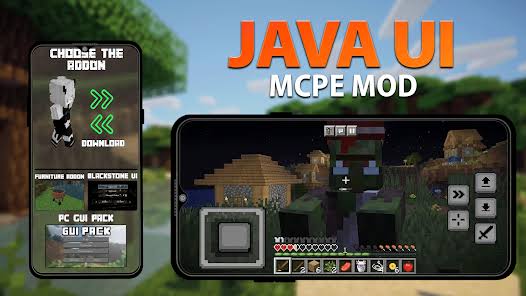 JAVA UI
MCPE MOD
CHOOSE THE
ADDON
DOWNLOAD
FURNITURE ADDON
BLACKSTONE UI
PC GUI PACK
GUI PACK